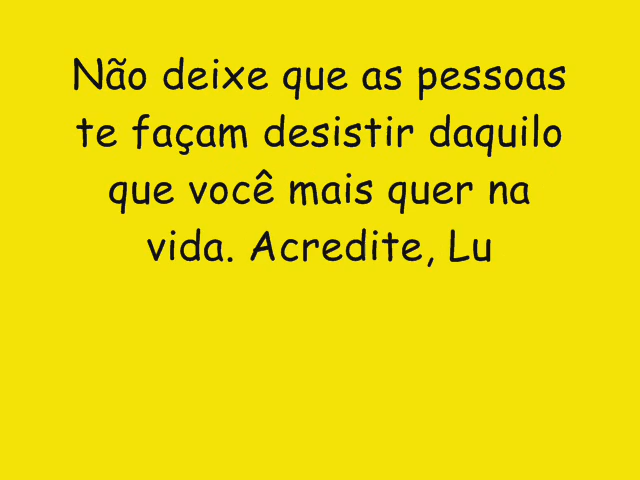 Não deixe que as pessoas
te façam desistir daquilo
que você mais quer na
vida. Acredite, Lu